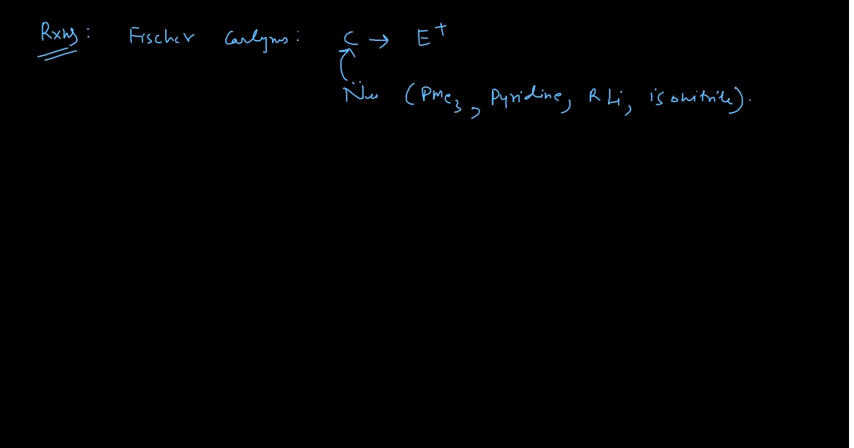 Rxns: Fischer Carbynes: C → E⁺
Nu (PMe₃, Pyridine, RLi, isonitrile).